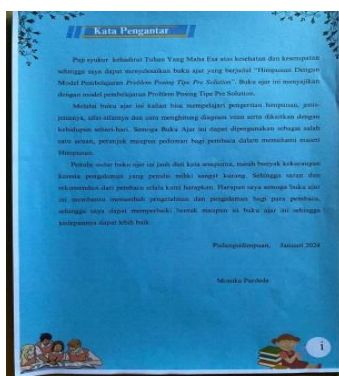 Kata Pengantar
Puji syukur kehadirat Tuhan Yang Maha Esa atas kesehatan dan kesempatan
sehingga saya dapat menyelesaikan buku ajar yang berjudul "Himpunan Dengan
Model Pembelajaran Problem Posing Tipe Pre Solution". Buku ajar ini menyajikan
dengan model pembelajaran Problem Posing Tipe Pre Solution.
Melalui buku ajar ini kalian bisa mempelajari pengertian himpunan, jenis-
jenisnya, sifat-sifatnya dan cara menghitung diagram venn serta dikaitkan dengan
kehidupan sehari-hari. Semoga Buku Ajar ini dapat dipergunakan sebagai salah
satu acuan, petunjuk maupun pedoman bagi pembaca dalam memahami materi
Himpunan.
Penulis sadar buku ajar ini jauh dari kata sempurna, masih banyak kekurangan
karena pengalaman yang penulis miliki sangat kurang. Sehingga saran dan
rekomendasi dari pembaca selalu kami harapkan. Harapan saya semoga buku ajar
ini membantu menambah pengetahuan dan pengalaman bagi para pembaca,
sehingga saya dapat memperbaiki bentuk maupun isi buku ajar ini sehingga
kedepannya dapat lebih baik.
Padangsidimpuan, Januari 2024
Monika Pardede
i